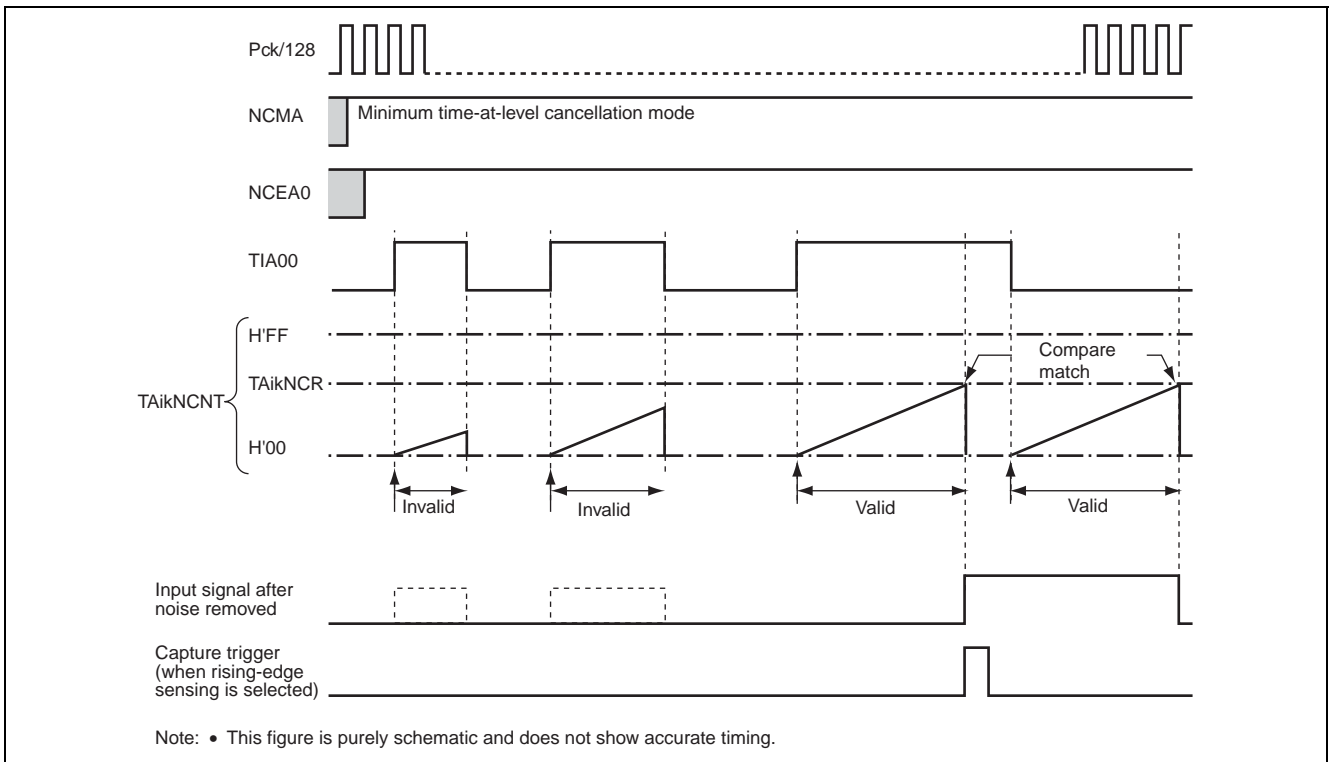 Pck/128
NCMA
Minimum time-at-level cancellation mode
NCEA0
TIA00
H'FF
Compare
match
TAikNCR
TAikNCNT
H'00
Invalid
Invalid
Valid
Valid
Input signal after
noise removed
Capture trigger
(when rising-edge
sensing is selected)
Note: • This figure is purely schematic and does not show accurate timing.